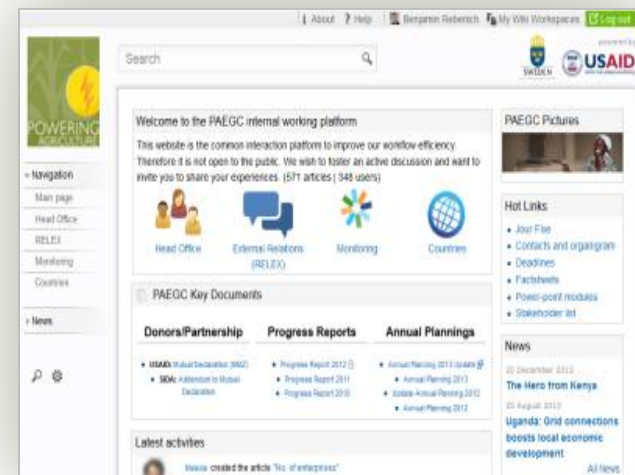 About ? Help Benjamin Rebenich My Wiki Workspaces Log out
POWERING
AGRICULTURE
Search
SWEDEN
powered by
USAID
Navigation
Main page
Head Office
RELEX
Monitoring
Countries
News
Welcome to the PAEGC internal working platform
This website is the common interaction platform to improve our workflow efficiency.
Therefore it is not open to the public. We wish to foster an active discussion and want to
invite you to share your experiences. (571 articles | 348 users)
Head Office
External Relations
(RELEX)
Monitoring
Countries
PAEGC Key Documents
Donors/Partnership
USAID: Mutual Declaration (BMZ)
SIDA: Addendum to Mutual
Declaration
Progress Reports
Progress Report 2012
Progress Report 2011
Progress Report 2010
Annual Plannings
Annual Planning 2013 Update
Annual Planning 2013
Update Annual Planning 2012
Annual Planning 2012
Latest activities
created the article "No. of enterprises"
PAEGC Pictures
Hot Links
Jour Fixe
Contacts and organigram
Deadlines
Factsheets
Power-point modules
Stakeholder list
News
20 December 2013
The Hero from Kenya
20 August 2013
Uganda: Grid connections
boosts local economic
development
All News